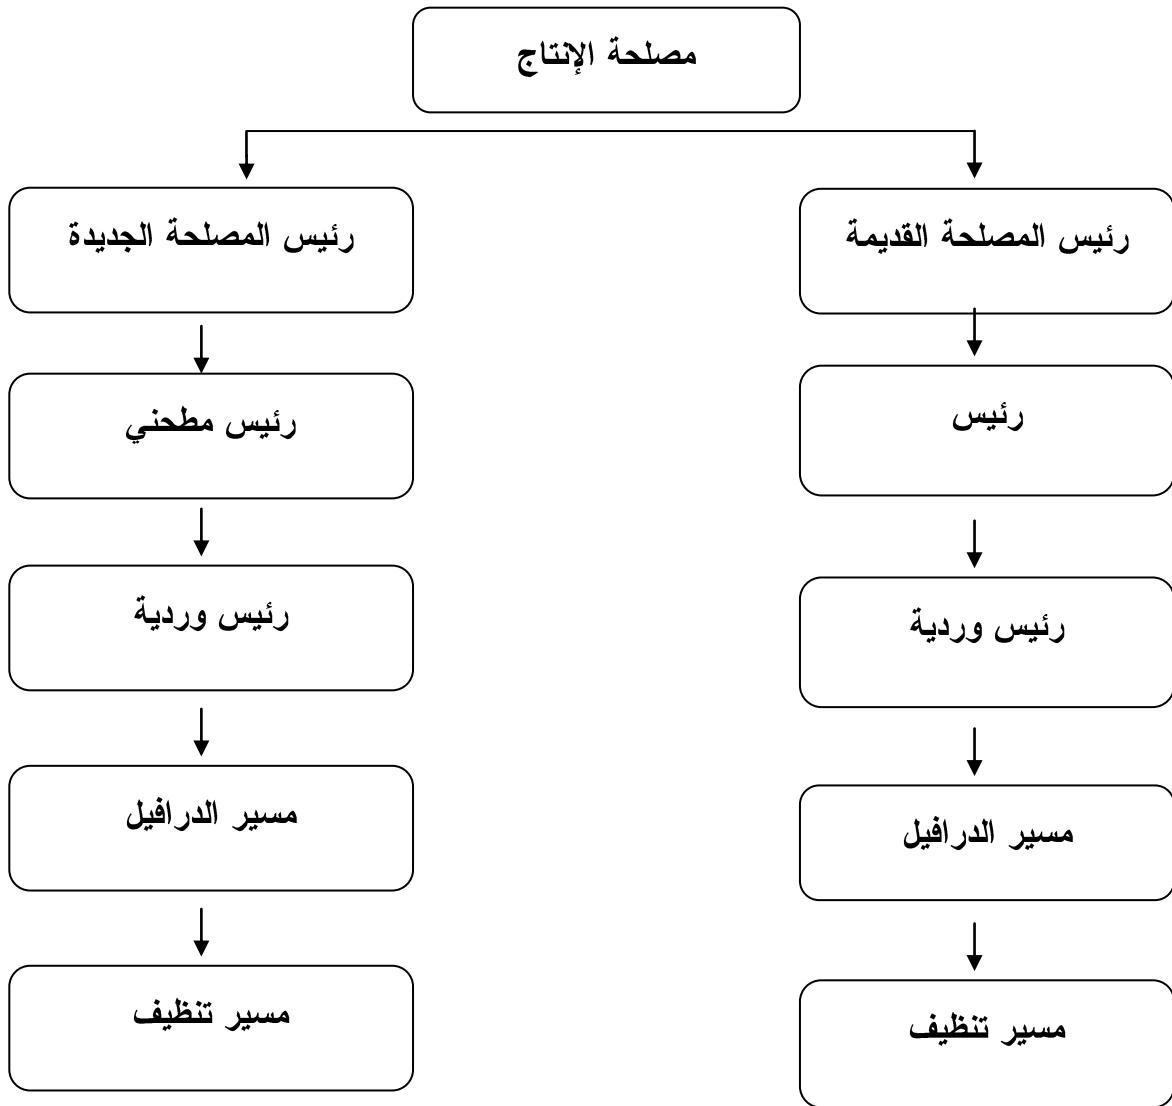 مصلحة الإنتاج
رئيس المصلحة القديمة
رئيس المصلحة الجديدة
رئيس
رئيس مطحني
رئيس وردية
رئيس وردية
مسير الدرافيل
مسير الدرافيل
مسير تنظيف
مسير تنظيف